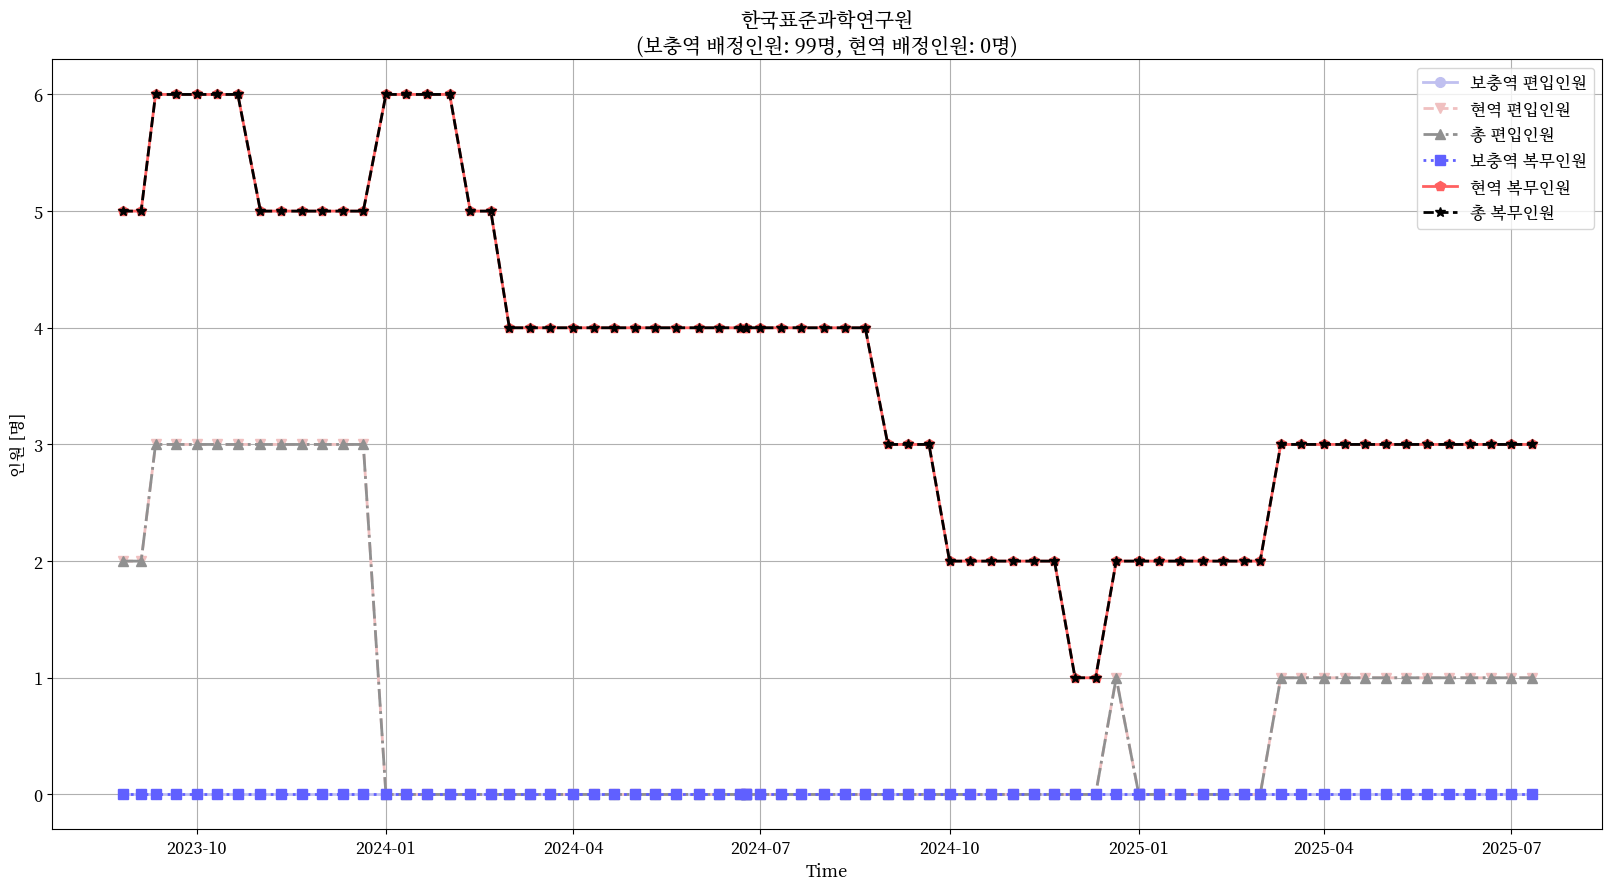 한국표준과학연구원
(보충역 배정인원: 99명, 현역 배정인원: 0명)
보충역 편입인원
현역 편입인원
총 편입인원
보충역 복무인원
현역 복무인원
총 복무인원
인원 [명]
6
5
4
3
2
1
0
2023-10
2024-01
2024-04
2024-07
2024-10
2025-01
2025-04
2025-07
Time